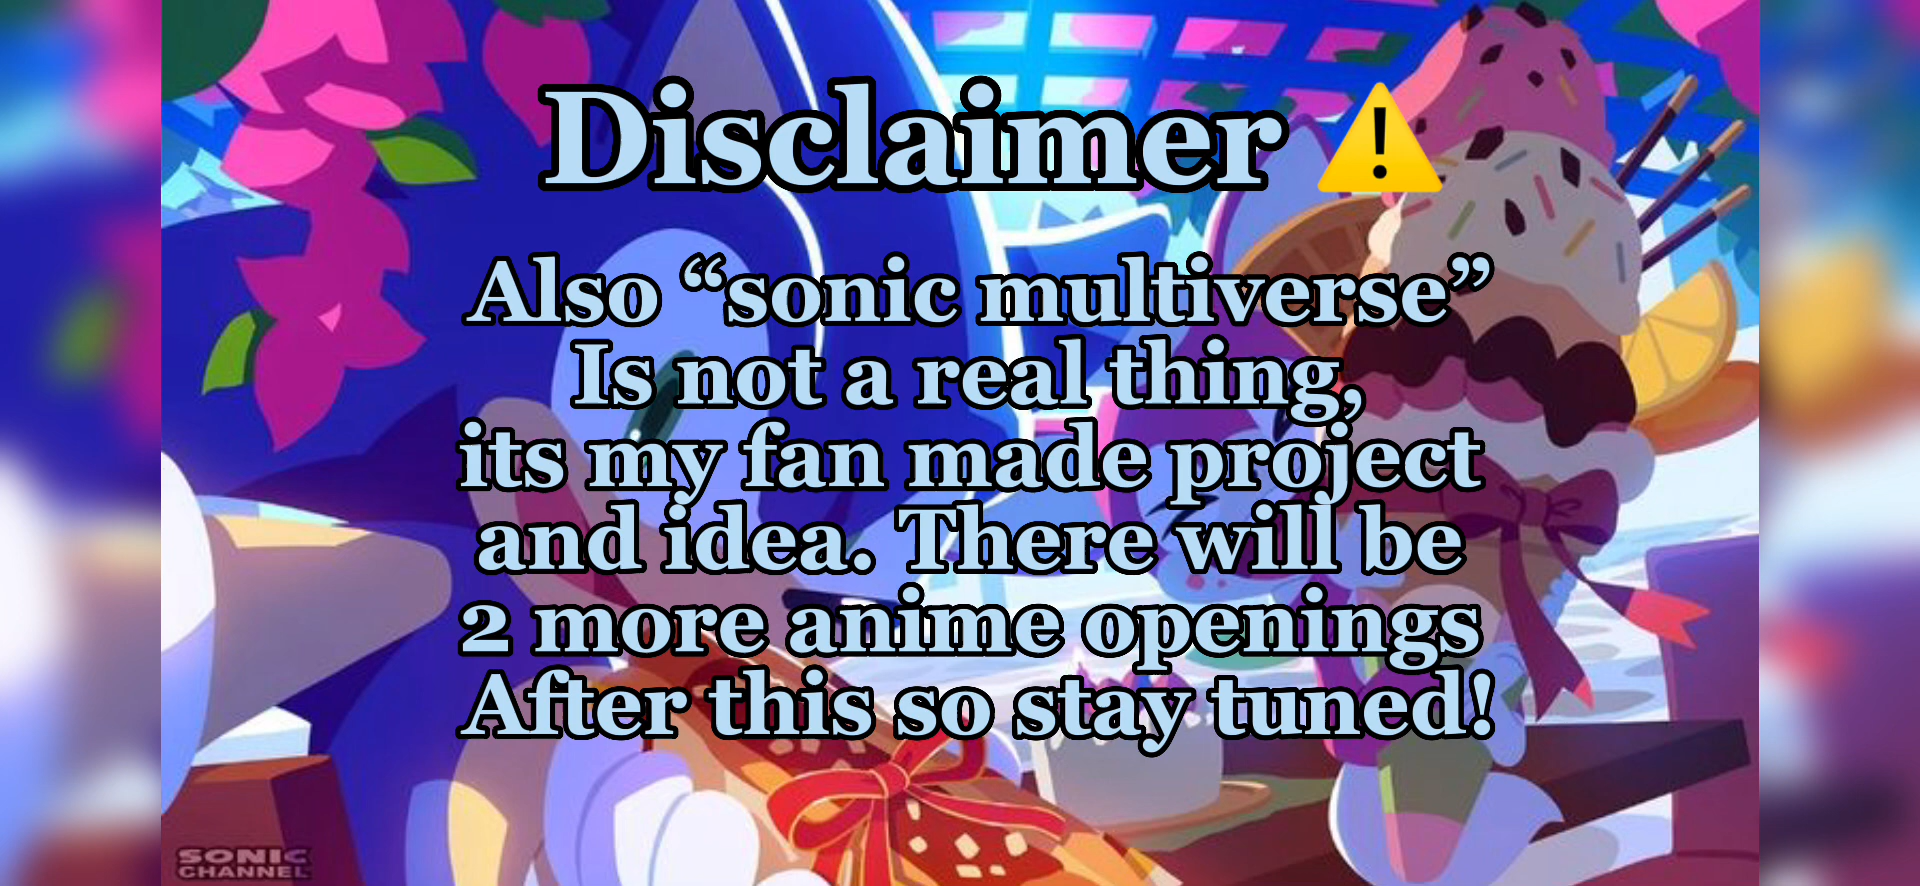 Disclaimer ⚠️
Also “sonic multiverse”
Is not a real thing,
its my fan made project
and idea. There will be
2 more anime openings
After this so stay tuned!
SONIC
CHANNEL